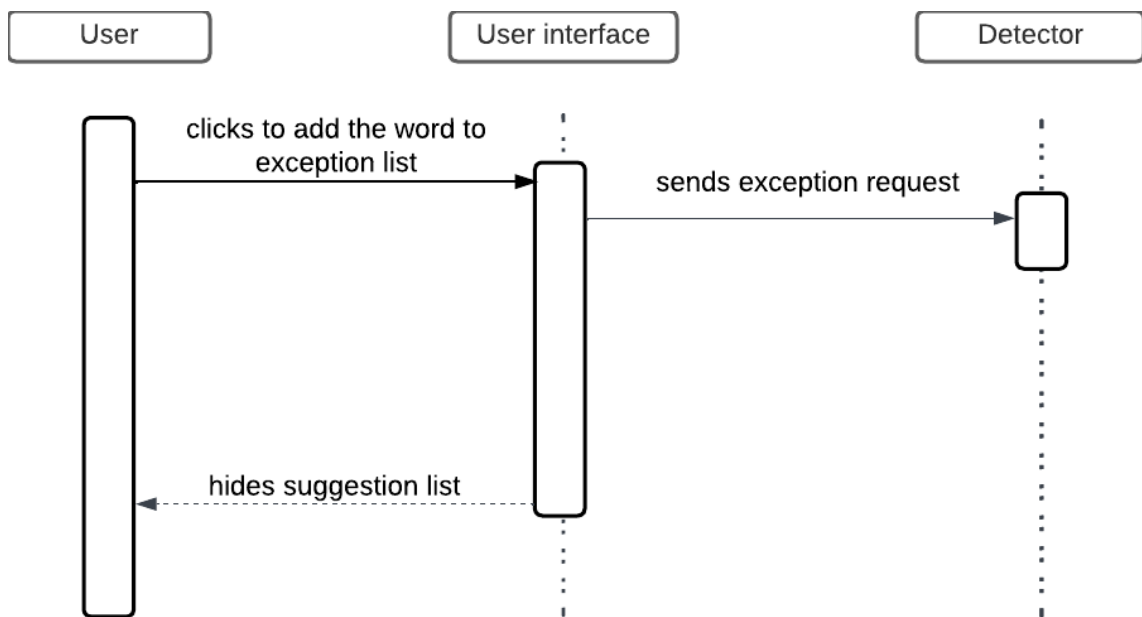 User
User interface
Detector
clicks to add the word to
exception list
sends exception request
hides suggestion list